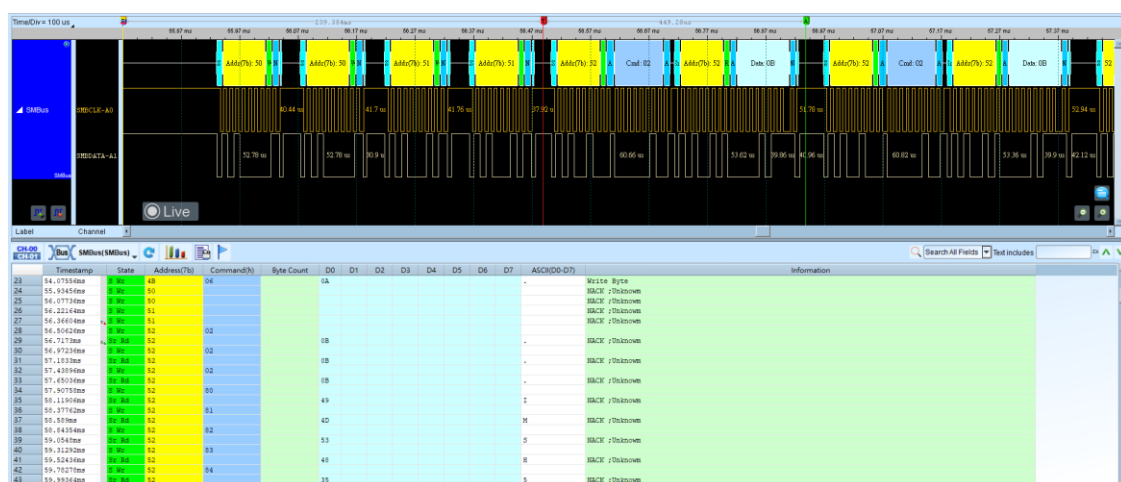 Time/Div = 100 us
239.384ms
449.28us
55.87 ms 55.97 ms 56.07 ms 56.17 ms 56.27 ms 56.37 ms 56.47 ms 56.57 ms 56.67 ms 56.77 ms 56.87 ms 56.97 ms 57.07 ms 57.17 ms 57.27 ms 57.37 ms
S Addr(7b): 50 W N S Addr(7b): 50 W N S Addr(7b): 51 N S Addr(7b): 51 N S Addr(7b): 52 A Cmd: 02 A Addr(7b): 52 R A Data: 0B N S Addr(7b): 52 A Cmd: 02 A Addr(7b): 52 A Data: 0B S 52
SMBus
SMBCLK-A0
40.44 us 41.7 us 41.76 us 37.92 u 51.78 us 52.94 us
SMBDATA-A1
52.78 us 52.78 us 30.9 u 60.66 us 53.62 us 39.86 us 40.96 us 60.82 us 53.36 us 39.9 us 42.12 us
SMBus
Live
Label Channel
CH-00
CH-01
Bus
SMBus(SMBus)
Search All Fields
Text includes
Timestamp State Address(7b) Command(h) Byte Count D0 D1 D2 D3 D4 D5 D6 D7 ASCII(D0-D7) Information
23 54.07556ms S Wr 4B 06 0A . Write Byte
24 55.93456ms S Wr 50 NACK ;Unknown
25 56.07736ms S Wr 50 NACK ;Unknown
26 56.22164ms S Wr 51 NACK ;Unknown
27 56.36604ms S Wr 51 NACK ;Unknown
28 56.50626ms S Wr 52 02
29 56.7173ms Sr Rd 52 0B . NACK ;Unknown
30 56.97236ms S Wr 52 02
31 57.1833ms Sr Rd 52 0B . NACK ;Unknown
32 57.43896ms S Wr 52 02
33 57.65036ms Sr Rd 52 0B . NACK ;Unknown
34 57.90758ms S Wr 52 80
35 58.11906ms Sr Rd 52 49 I NACK ;Unknown
36 58.37762ms S Wr 52 81
37 58.589ms Sr Rd 52 4D M NACK ;Unknown
38 58.84354ms S Wr 52 82
39 59.0548ms Sr Rd 52 53 S NACK ;Unknown
40 59.31292ms S Wr 52 83
41 59.52436ms Sr Rd 52 48 H NACK ;Unknown
42 59.78278ms S Wr 52 84
43 59.99364ms Sr Rd 52 35 5 NACK ;Unknown